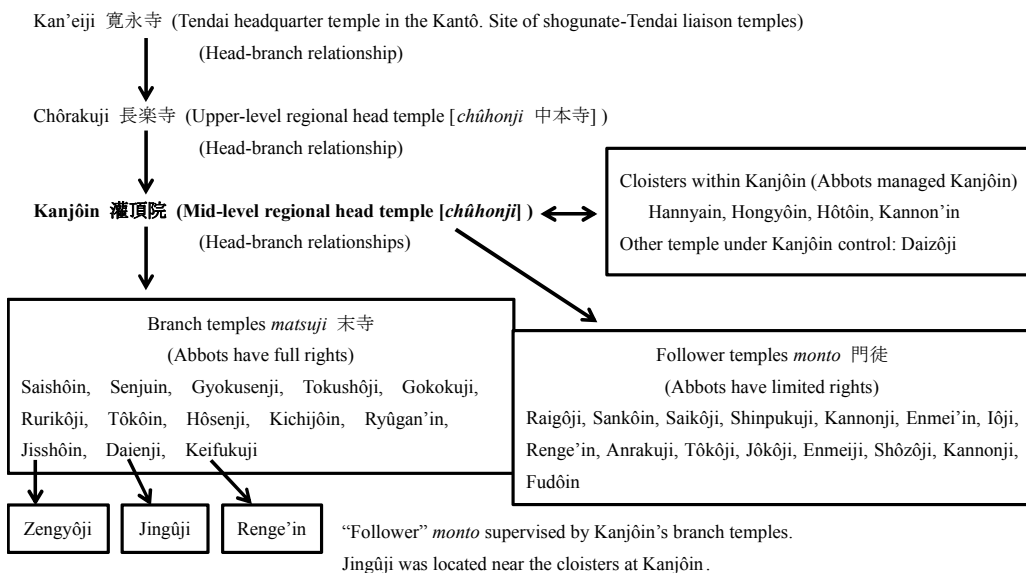 Kan’eiji 寛永寺 (Tendai headquarter temple in the Kantô. Site of shogunate-Tendai liaison temples)
(Head-branch relationship)
Chôrakuji 長楽寺 (Upper-level regional head temple [chûhonji 中本寺] )
(Head-branch relationship)
Kanjôin 灌頂院 (Mid-level regional head temple [chûhonji] )
(Head-branch relationships)
Cloisters within Kanjôin (Abbots managed Kanjôin)
Hannyain, Hongyôin, Hôtôin, Kannon’in
Other temple under Kanjôin control: Daizôji
Branch temples matsuji 末寺
(Abbots have full rights)
Saishôin, Senjuin, Gyokusenji, Tokushôji, Gokokuji,
Rurikôji, Tôkôin, Hôsenji, Kichijôin, Ryûgan’in,
Jisshôin, Daienji, Keifukuji
Follower temples monto 門徒
(Abbots have limited rights)
Raigôji, Sankôin, Saikôji, Shinpukuji, Kannonji, Enmei’in, Iôji,
Renge’in, Anrakuji, Tôkôji, Jôkôji, Enmeiji, Shôzôji, Kannonji,
Fudôin
Zengyôji
Jingûji
Renge’in
“Follower” monto supervised by Kanjôin’s branch temples.
Jingûji was located near the cloisters at Kanjôin.